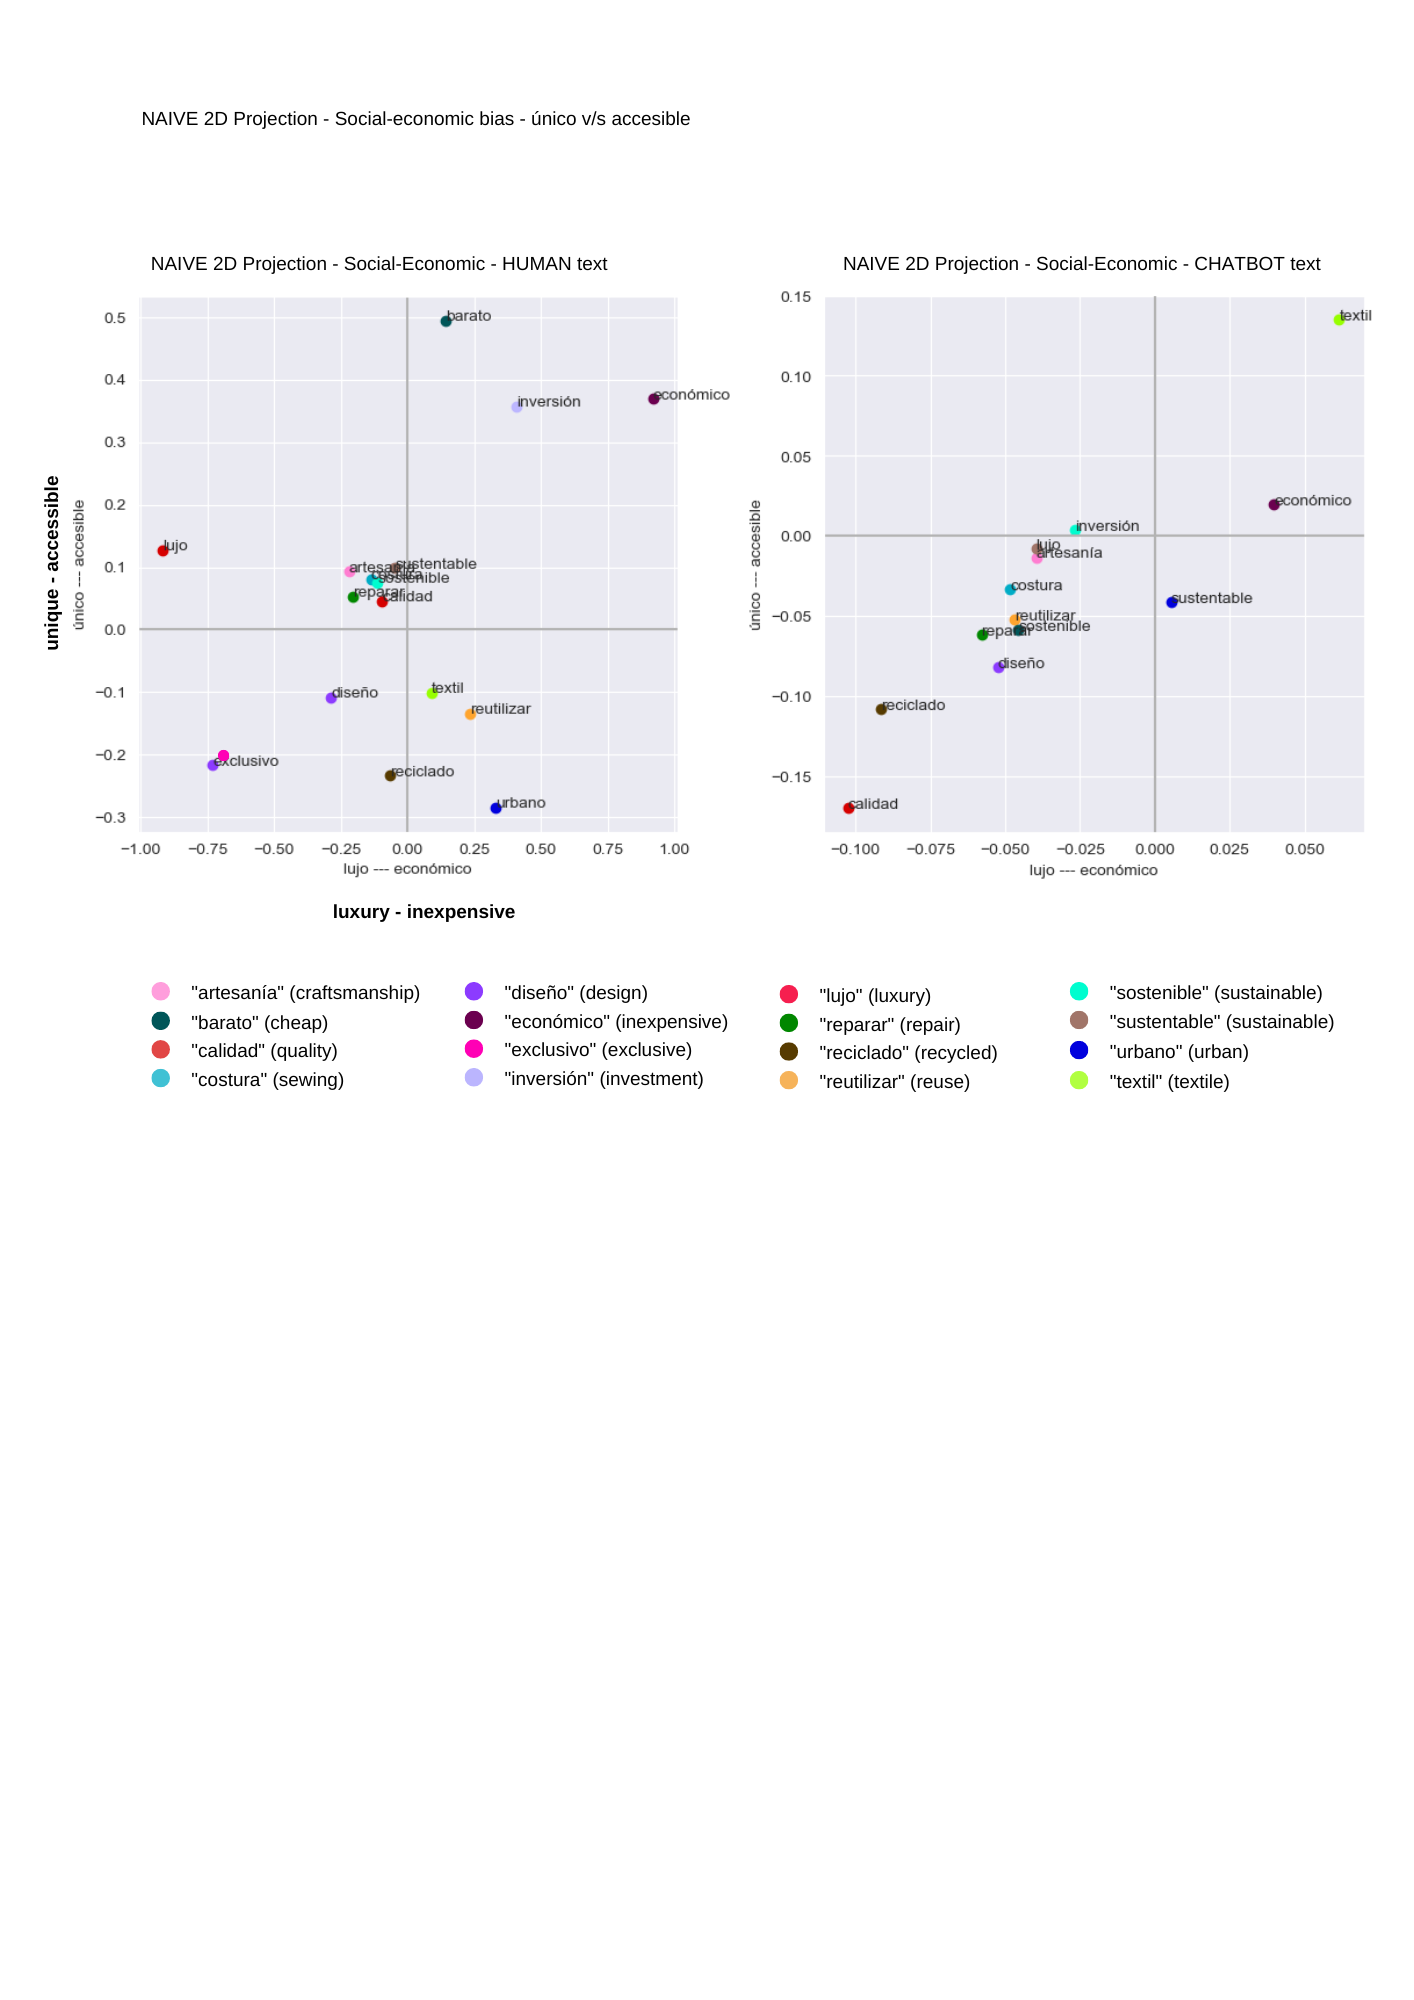 NAIVE 2D Projection - Social-economic bias - único v/s accesible
NAIVE 2D Projection - Social-Economic - HUMAN text
unique - accessible
único --- accesible
0.5
0.4
0.3
0.2
0.1
0.0
−0.1
−0.2
−0.3
barato
económico
inversión
lujo
sustentable
artesanía
costura
sostenible
reparar
calidad
diseño
textil
reutilizar
exclusivo
reciclado
urbano
−1.00 −0.75 −0.50 −0.25 0.00 0.25 0.50 0.75 1.00
lujo --- económico
luxury - inexpensive
NAIVE 2D Projection - Social-Economic - CHATBOT text
único --- accesible
0.15
0.10
0.05
0.00
−0.05
−0.10
−0.15
textil
económico
inversión
lujo
artesanía
costura
sustentable
reutilizar
sostenible
reparar
diseño
reciclado
calidad
−0.100 −0.075 −0.050 −0.025 0.000 0.025 0.050
lujo --- económico
"artesanía" (craftsmanship)
"barato" (cheap)
"calidad" (quality)
"costura" (sewing)
"diseño" (design)
"económico" (inexpensive)
"exclusivo" (exclusive)
"inversión" (investment)
"lujo" (luxury)
"reparar" (repair)
"reciclado" (recycled)
"reutilizar" (reuse)
"sostenible" (sustainable)
"sustentable" (sustainable)
"urbano" (urban)
"textil" (textile)